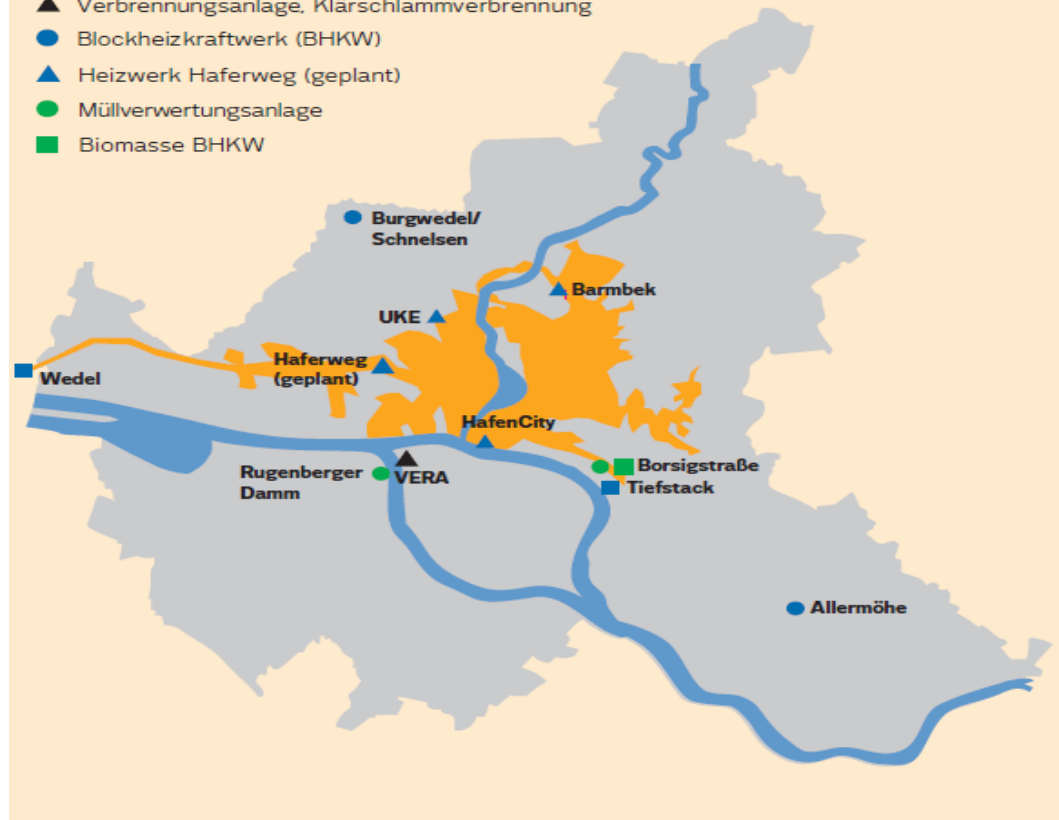 Verbrennungsanlage, Klärschlammverbrennung
Blockheizkraftwerk (BHKW)
Heizwerk Haferweg (geplant)
Müllverwertungsanlage
Biomasse BHKW
Burgwedel/
Schnelsen
Barmbek
UKE
Haferweg
(geplant)
Wedel
HafenCity
Rugenberger
Damm
VERA
Borsigstraße
Tiefstack
Allermöhe